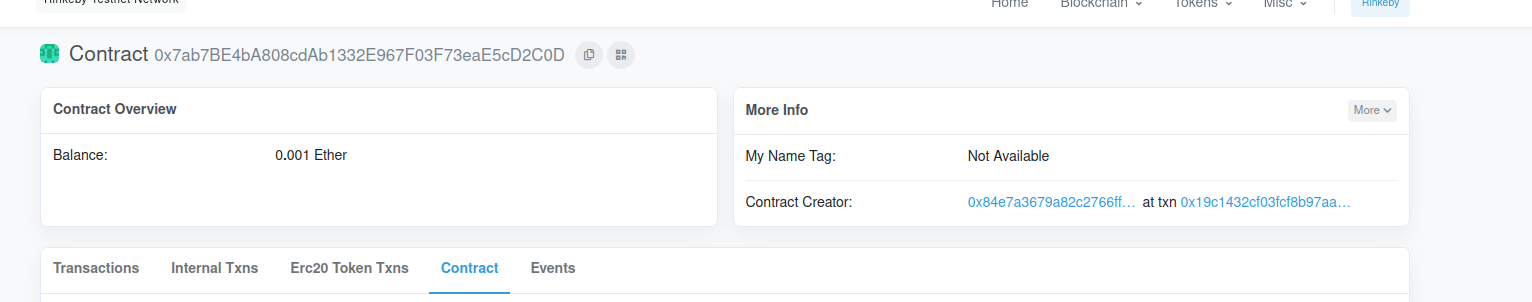 Rinkeby Testnet Network
Home Blockchain Tokens Misc Rinkeby
Contract 0x7ab7BE4bA808cdAb1332E967F03F73eaE5cD2C0D
Contract Overview
Balance: 0.001 Ether
More Info More
My Name Tag: Not Available
Contract Creator: 0x84e7a3679a82c2766ff... at txn 0x19c1432cf03fcf8b97aa...
Transactions Internal Txns Erc20 Token Txns Contract Events